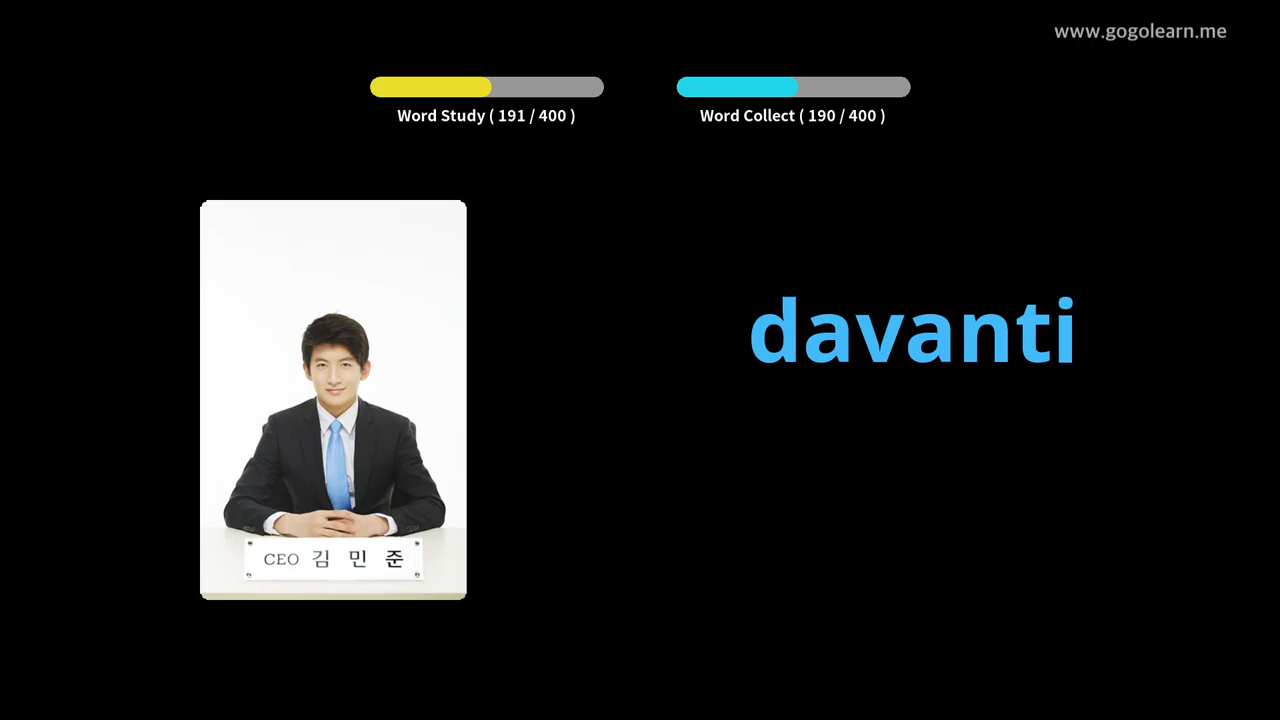 www.gogolearn.me
Word Study ( 191 / 400 )
Word Collect ( 190 / 400 )
davanti
CEO 김 민 준